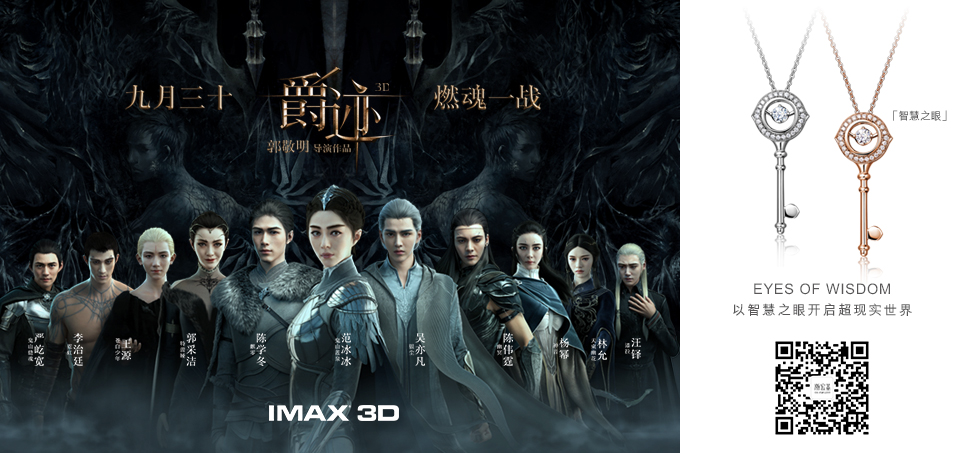 九月三十
爵迹
3D
燃魂一战
郭敬明 导演作品
严屹宽
李治廷
王源
郭采洁
陈学冬
范冰冰
吴亦凡
陈伟霆
杨幂
林允
汪铎
IMAX 3D
「智慧之眼」
EYES OF WISDOM
以智慧之眼开启超现实世界